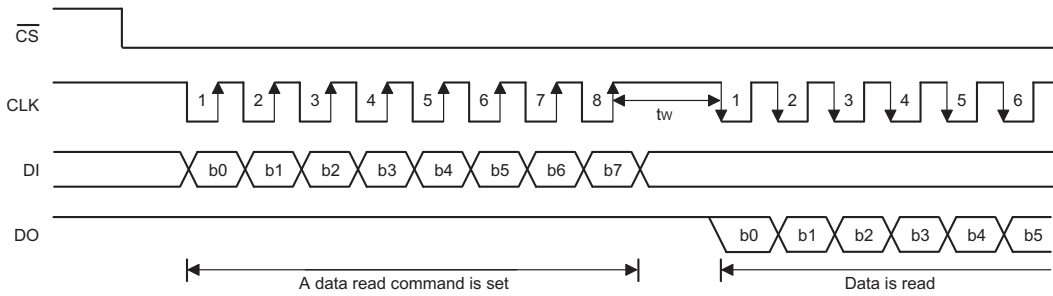 CS
CLK 1 2 3 4 5 6 7 8 tw 1 2 3 4 5 6
DI b0 b1 b2 b3 b4 b5 b6 b7
DO b0 b1 b2 b3 b4 b5
A data read command is set Data is read